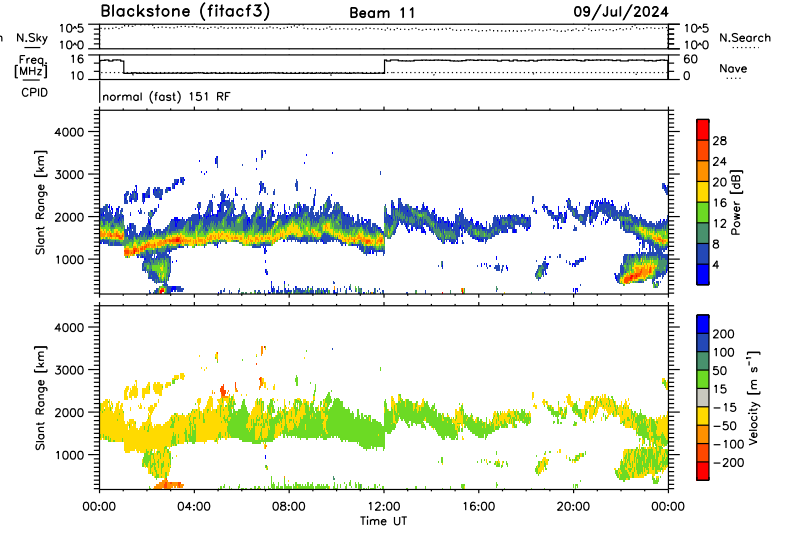 Blackstone (fitacf3) Beam 11 09/Jul/2024
N.Sky 10^5 10^5 N.Search
10^0 10^0
Freq. 16 60 Nave
[MHz] 10 0
CPID normal (fast) 151 RF
Slant Range [km] 4000 3000 2000 1000
28 24 20 16 12 8 4 Power [dB]
Slant Range [km] 4000 3000 2000 1000
200 100 50 15 −15 −50 −100 −200 Velocity [m s⁻¹]
00:00 04:00 08:00 12:00 16:00 20:00 00:00
Time UT